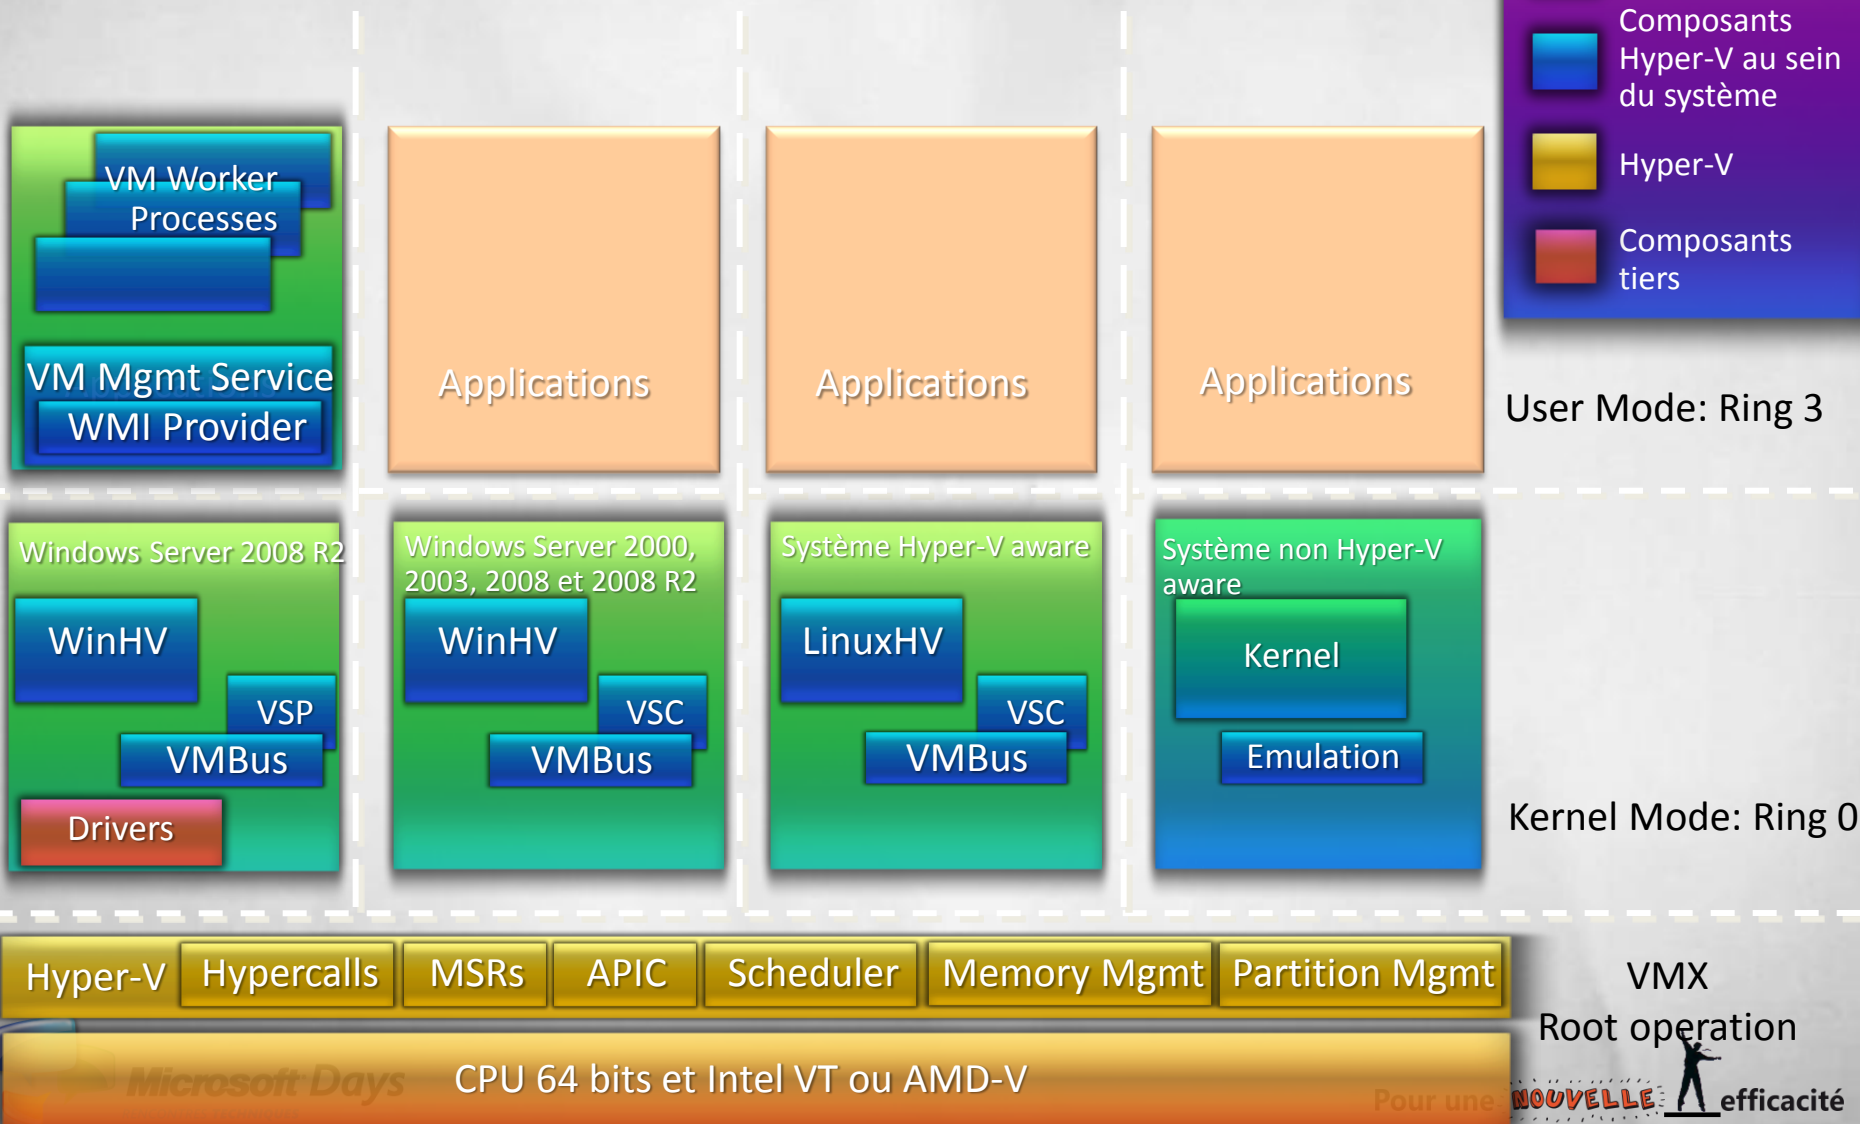 Composants
Hyper-V au sein
du système
Hyper-V
Composants
tiers
VM Worker
Processes
VM Mgmt Service
WMI Provider
Applications
Applications
Applications
User Mode: Ring 3
Windows Server 2008 R2
WinHV
VSP
VMBus
Drivers
Windows Server 2000,
2003, 2008 et 2008 R2
WinHV
VSC
VMBus
Système Hyper-V aware
LinuxHV
VSC
VMBus
Système non Hyper-V
aware
Kernel
Emulation
Kernel Mode: Ring 0
Hyper-V Hypercalls MSRs APIC Scheduler Memory Mgmt Partition Mgmt
VMX
Root operation
Microsoft Days
CPU 64 bits et Intel VT ou AMD-V
Pour une NOUVELLE efficacité